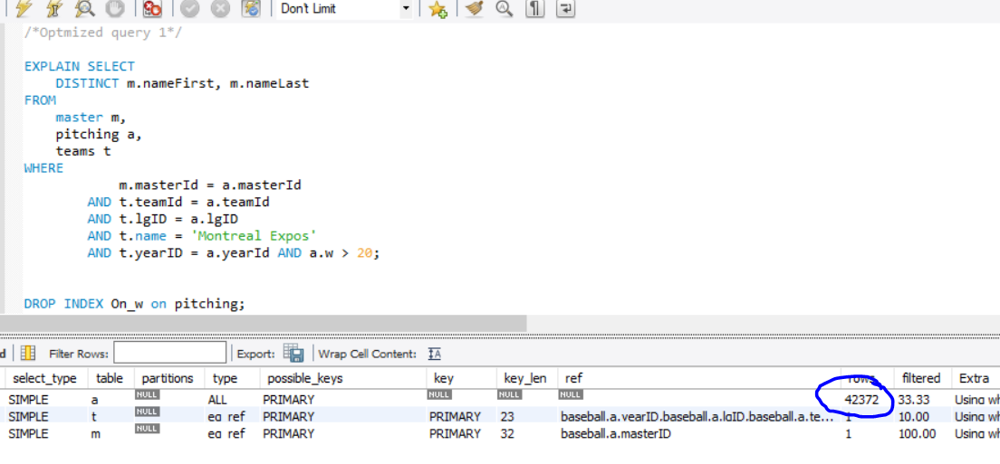 Don't Limit
/*Optmized query 1*/
EXPLAIN SELECT
DISTINCT m.nameFirst, m.nameLast
FROM
master m,
pitching a,
teams t
WHERE
m.masterId = a.masterId
AND t.teamId = a.teamId
AND t.lgID = a.lgID
AND t.name = 'Montreal Expos'
AND t.yearID = a.yearId AND a.w > 20;
DROP INDEX On_w on pitching;
d Filter Rows: Export: Wrap Cell Content: IA
select_type table partitions type possible_keys key key_len ref rows filtered Extra
SIMPLE a NULL ALL PRIMARY NULL NULL NULL 42372 33.33 Using wh
SIMPLE t NULL eq_ref PRIMARY PRIMARY 23 baseball.a.yearID,baseball.a.lgID,baseball.a.te... 1 10.00 Using wh
SIMPLE m NULL eq_ref PRIMARY PRIMARY 32 baseball.a.masterID 1 100.00 Using wh